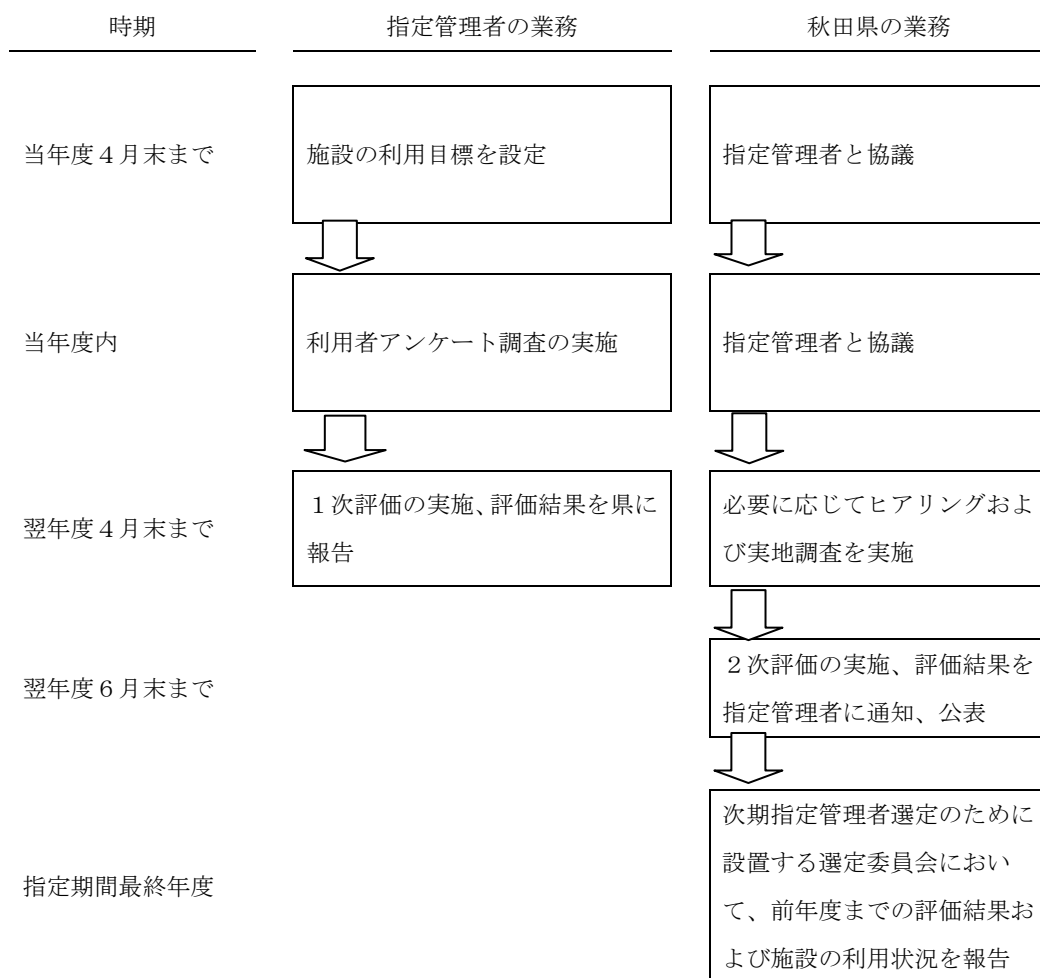 時期
指定管理者の業務
秋田県の業務
当年度４月末まで
施設の利用目標を設定
指定管理者と協議
当年度内
利用者アンケート調査の実施
指定管理者と協議
翌年度４月末まで
１次評価の実施、評価結果を県に
報告
必要に応じてヒアリングおよ
び実地調査を実施
翌年度６月末まで
２次評価の実施、評価結果を
指定管理者に通知、公表
指定期間最終年度
次期指定管理者選定のために
設置する選定委員会におい
て、前年度までの評価結果お
よび施設の利用状況を報告